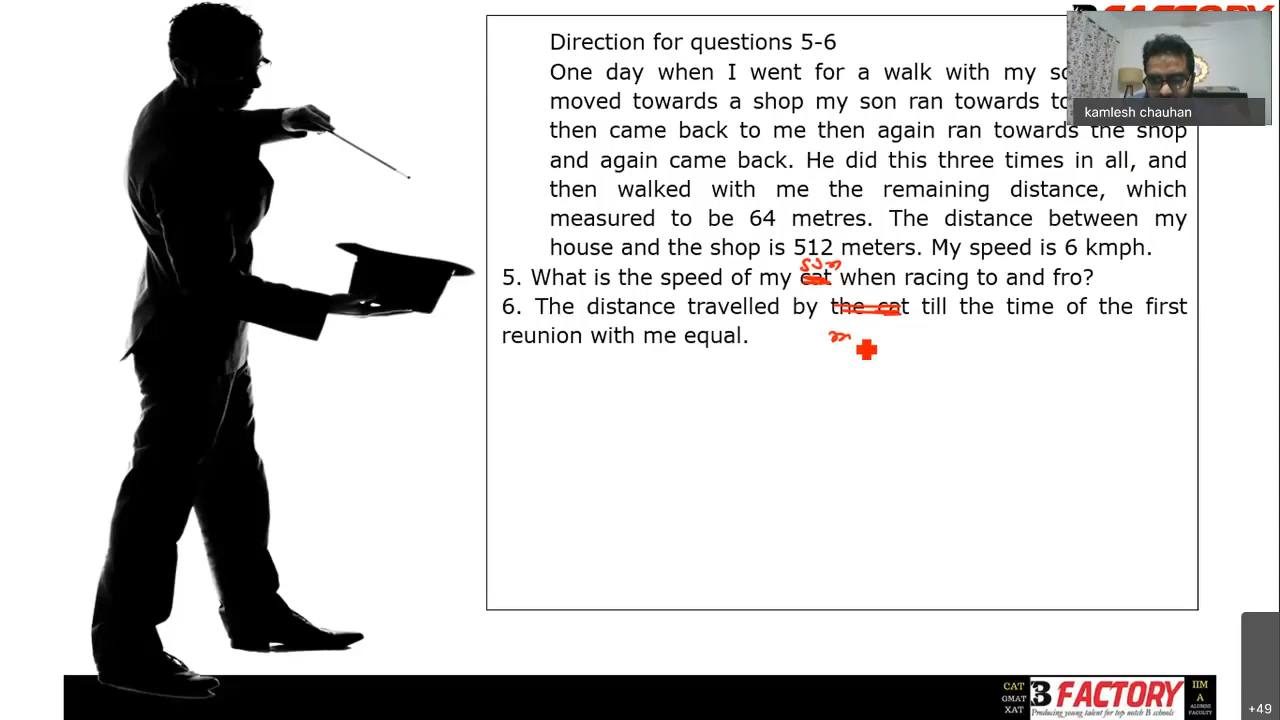 Direction for questions 5-6
One day when I went for a walk with my
moved towards a shop my son ran towards
kamlesh chauhan
then came back to me then again ran towards the shop
and again came back. He did this three times in all, and
then walked with me the remaining distance, which
measured to be 64 metres. The distance between my
house and the shop is 512 meters. My speed is 6 kmph.
son
5. What is the speed of my cat when racing to and fro?
6. The distance travelled by the cat till the time of the first
reunion with me equal.
CAT
GMAT
XAT
B FACTORY
Producing young talent for top notch B schools
IIM
A
ALUMNI
FACULTY
+49